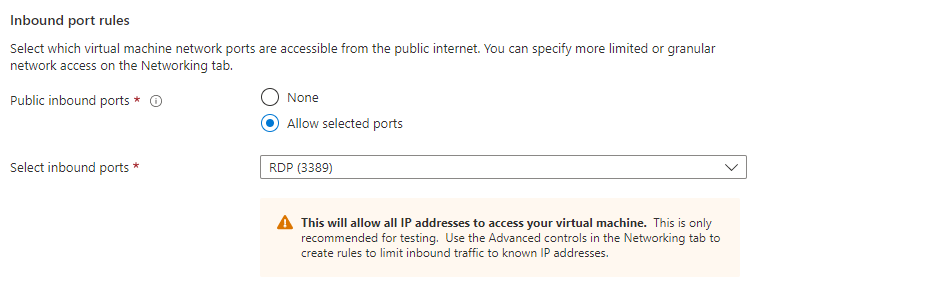 Inbound port rules
Select which virtual machine network ports are accessible from the public internet. You can specify more limited or granular
network access on the Networking tab.
Public inbound ports *
None
Allow selected ports
Select inbound ports *
RDP (3389)
This will allow all IP addresses to access your virtual machine. This is only
recommended for testing. Use the Advanced controls in the Networking tab to
create rules to limit inbound traffic to known IP addresses.